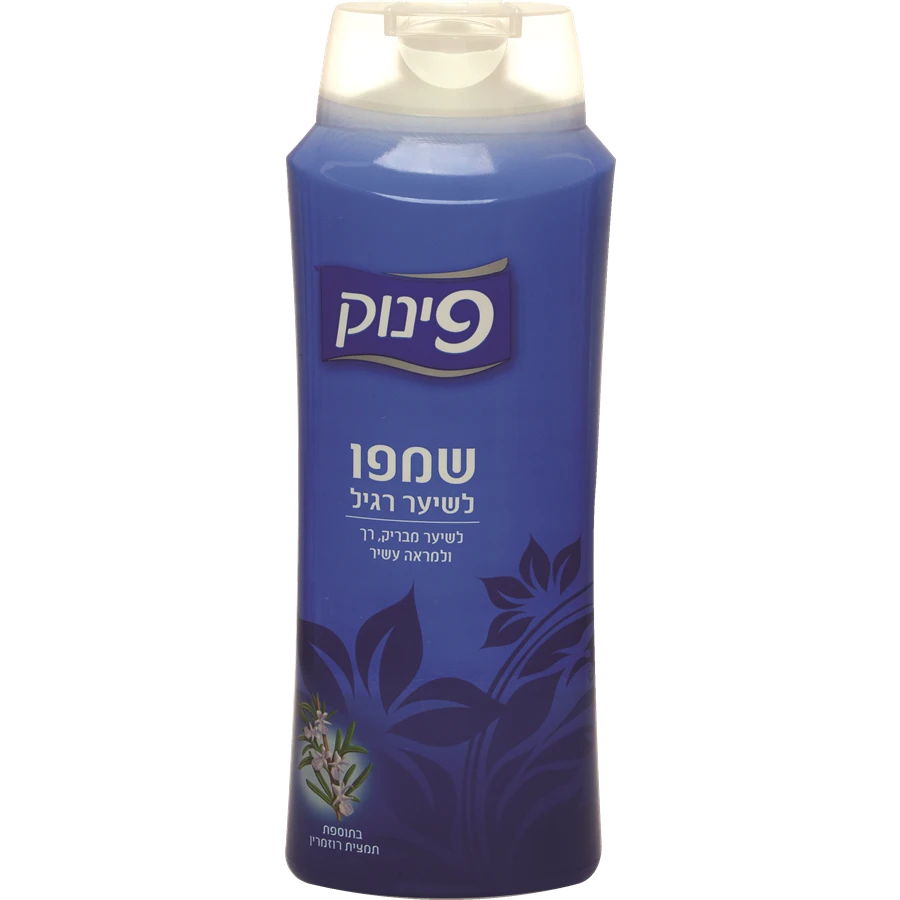 פינוק
שמפו
לשיער רגיל
לשיער מבריק, רך
ולמראה עשיר
בתוספת
תמצית רוזמרין